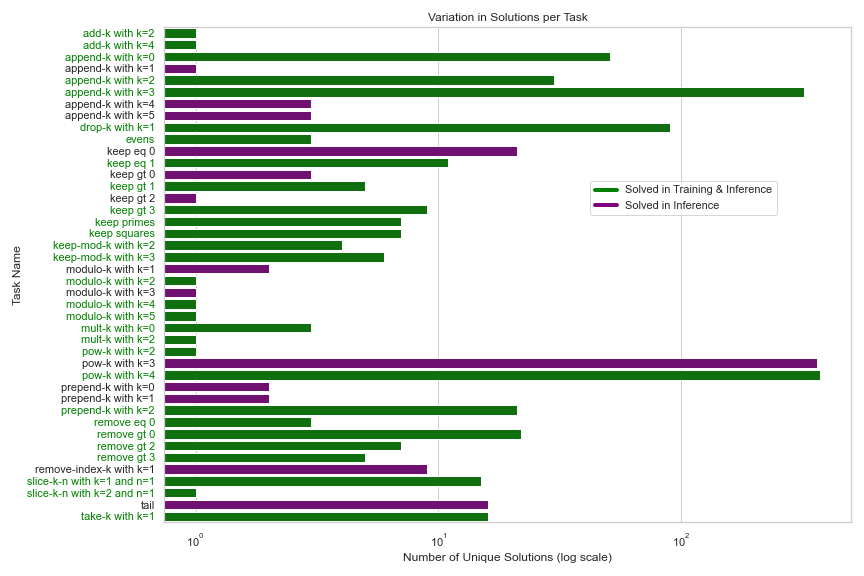 Variation in Solutions per Task
Task Name
add-k with k=2
add-k with k=4
append-k with k=0
append-k with k=1
append-k with k=2
append-k with k=3
append-k with k=4
append-k with k=5
drop-k with k=1
evens
keep eq 0
keep eq 1
keep gt 0
keep gt 1
keep gt 2
keep gt 3
keep primes
keep squares
keep-mod-k with k=2
keep-mod-k with k=3
modulo-k with k=1
modulo-k with k=2
modulo-k with k=3
modulo-k with k=4
modulo-k with k=5
mult-k with k=0
mult-k with k=2
pow-k with k=2
pow-k with k=3
pow-k with k=4
prepend-k with k=0
prepend-k with k=1
prepend-k with k=2
remove eq 0
remove gt 0
remove gt 2
remove gt 3
remove-index-k with k=1
slice-k-n with k=1 and n=1
slice-k-n with k=2 and n=1
tail
take-k with k=1
Solved in Training & Inference
Solved in Inference
10⁰ 10¹ 10²
Number of Unique Solutions (log scale)